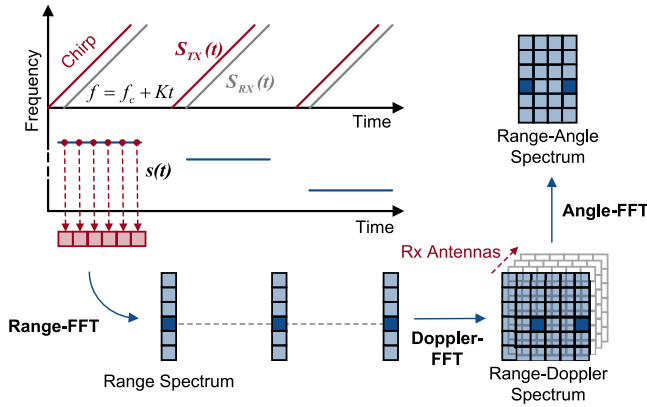 Frequency
Chirp
S_TX(t)
S_RX(t)
f = f_c + Kt
Time
s(t)
Time
Range-FFT
Range Spectrum
Doppler-
FFT
Rx Antennas
Range-Doppler
Spectrum
Angle-FFT
Range-Angle
Spectrum